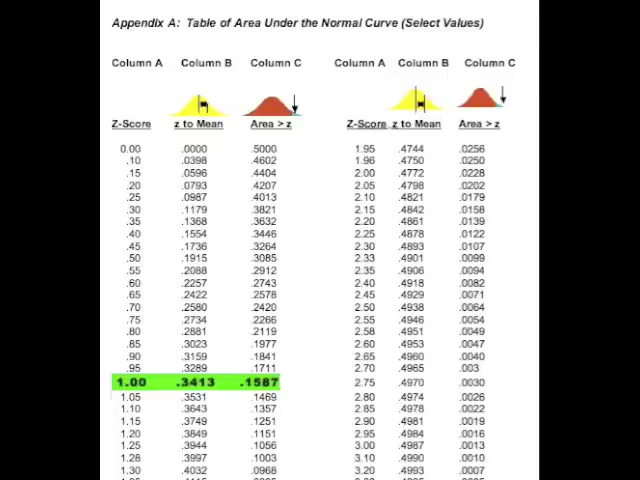 Appendix A: Table of Area Under the Normal Curve (Select Values)
Column A Column B Column C Column A Column B Column C
Z-Score z to Mean Area > z Z-Score z to Mean Area > z
0.00 .0000 .5000 1.95 .4744 .0256
.10 .0398 .4602 1.96 .4750 .0250
.15 .0596 .4404 2.00 .4772 .0228
.20 .0793 .4207 2.05 .4798 .0202
.25 .0987 .4013 2.10 .4821 .0179
.30 .1179 .3821 2.15 .4842 .0158
.35 .1368 .3632 2.20 .4861 .0139
.40 .1554 .3446 2.25 .4878 .0122
.45 .1736 .3264 2.30 .4893 .0107
.50 .1915 .3085 2.33 .4901 .0099
.55 .2088 .2912 2.35 .4906 .0094
.60 .2257 .2743 2.40 .4918 .0082
.65 .2422 .2578 2.45 .4929 .0071
.70 .2580 .2420 2.50 .4938 .0064
.75 .2734 .2266 2.55 .4946 .0054
.80 .2881 .2119 2.58 .4951 .0049
.85 .3023 .1977 2.60 .4953 .0047
.90 .3159 .1841 2.65 .4960 .0040
.95 .3289 .1711 2.70 .4965 .003
1.00 .3413 .1587 2.75 .4970 .0030
1.05 .3531 .1469 2.80 .4974 .0026
1.10 .3643 .1357 2.85 .4978 .0022
1.15 .3749 .1251 2.90 .4981 .0019
1.20 .3849 .1151 2.95 .4984 .0016
1.25 .3944 .1056 3.00 .4987 .0013
1.28 .3997 .1003 3.10 .4990 .0010
1.30 .4032 .0968 3.20 .4993 .0007